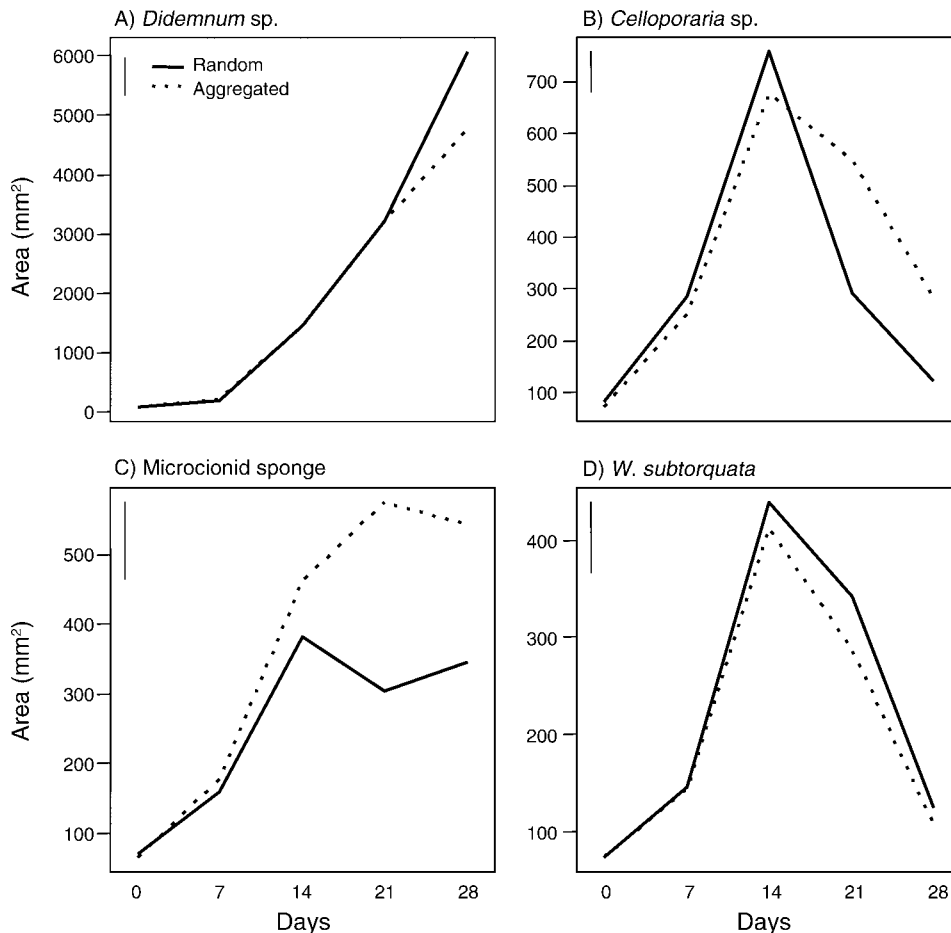 A) Didemnum sp.
Random
Aggregated
Area (mm²)
6000
5000
4000
3000
2000
1000
0
B) Celloporaria sp.
700
600
500
400
300
200
100
C) Microcionid sponge
Area (mm²)
500
400
300
200
100
0 7 14 21 28
Days
D) W. subtorquata
400
300
200
100
0 7 14 21 28
Days